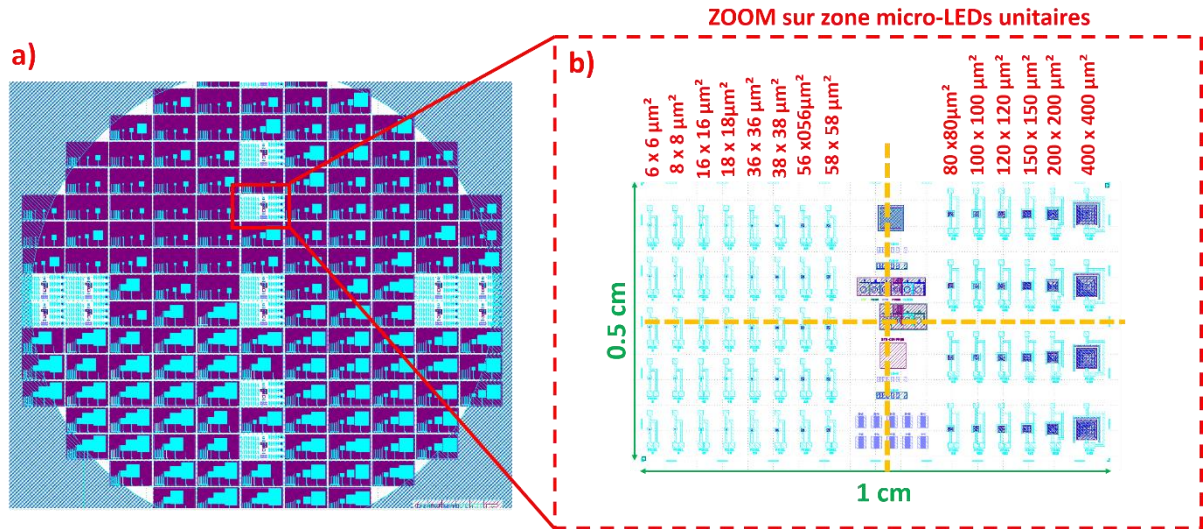 ZOOM sur zone micro-LEDs unitaires
a)
b)
6 x 6 µm²
8 x 8 µm²
16 x 16 µm²
18 x 18µm²
36 x 36 µm²
38 x 38 µm²
56 x056µm²
58 x 58 µm²
80 x80µm²
100 x 100 µm²
120 x 120 µm²
150 x 150 µm²
200 x 200 µm²
400 x 400 µm²
0.5 cm
1 cm